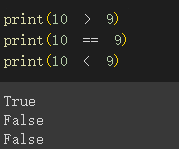 print(10 > 9)
print(10 == 9)
print(10 < 9)
True
False
False